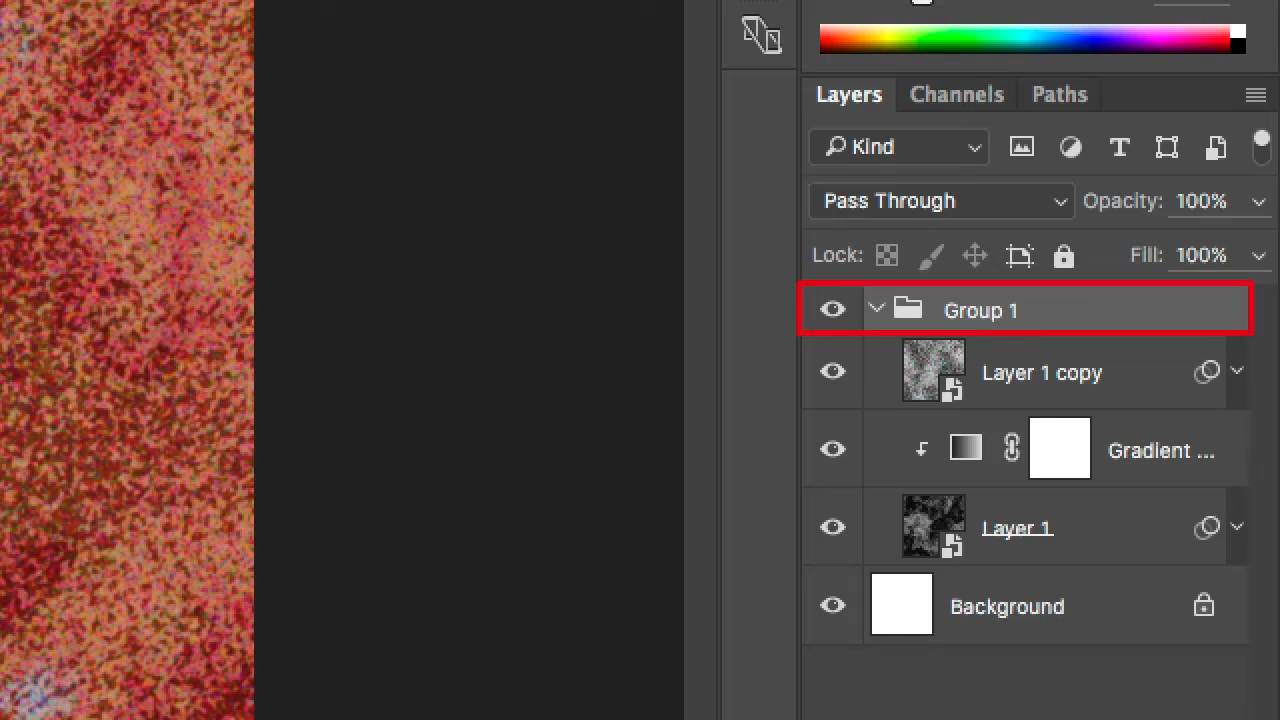 Layers Channels Paths
Kind
Pass Through Opacity: 100%
Lock: Fill: 100%
Group 1
Layer 1 copy
Gradient ...
Layer 1
Background